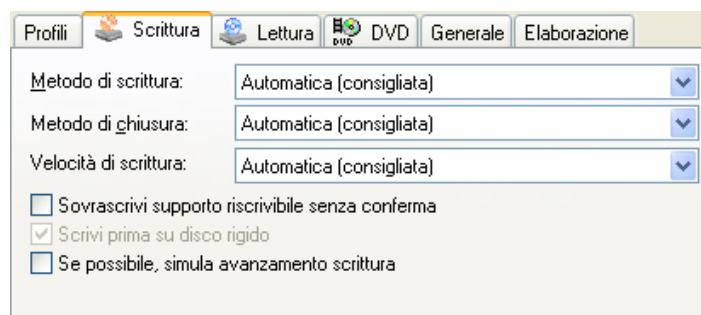 Profili Scrittura Lettura DVD DVD Generale Elaborazione
Metodo di scrittura: Automatica (consigliata)
Metodo di chiusura: Automatica (consigliata)
Velocità di scrittura: Automatica (consigliata)
Sovrascrivi supporto riscrivibile senza conferma
Scrivi prima su disco rigido
Se possibile, simula avanzamento scrittura